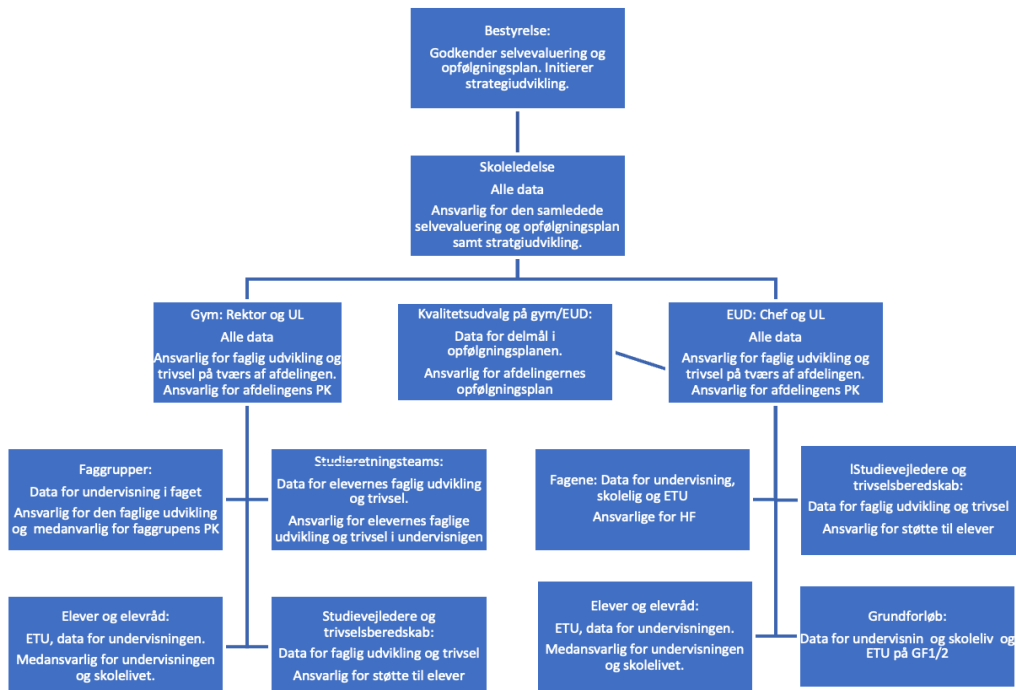 Bestyrelse:
Godkender selvevaluering og
opfølgningsplan. Initierer
strategiudvikling.
Skoleledelse
Alle data
Ansvarlig for den samledede
selvevaluering og opfølgningsplan
samt stratgiudvikling.
Gym: Rektor og UL
Alle data
Ansvarlig for faglig udvikling og
trivsel på tværs af afdelingen.
Ansvarlig for afdelingens PK
Kvalitetsudvalg på gym/EUD:
Data for delmål i
opfølgningsplanen.
Ansvarlig for afdelingernes
opfølgningsplan
EUD: Chef og UL
Alle data
Ansvarlig for faglig udvikling og
trivsel på tværs af afdelingen.
Ansvarlig for afdelingens PK
Faggrupper:
Data for undervisning i faget
Ansvarlig for den faglige udvikling
og medanvarlig for faggrupens PK
Studieretningsteams:
Data for elevernes faglig udvikling
og trivsel.
Ansvarlig for elevernes faglige
udvikling og trivsel i undervisnigen
Fagene: Data for undervisning,
skolelig og ETU
Ansvarlige for HF
lStudievejledere og
trivselsberedskab:
Data for faglig udvikling og trivsel
Ansvarlig for støtte til elever
Elever og elevråd:
ETU, data for undervisningen.
Medansvarlig for undervisningen
og skolelivet.
Studievejledere og
trivselsberedskab:
Data for faglig udvikling og trivsel
Ansvarlig for støtte til elever
Elever og elevråd:
ETU, data for undervisningen.
Medansvarlig for undervisningen
og skolelivet.
Grundforløb:
Data for undervisnin og skoleliv og
ETU på GF1/2